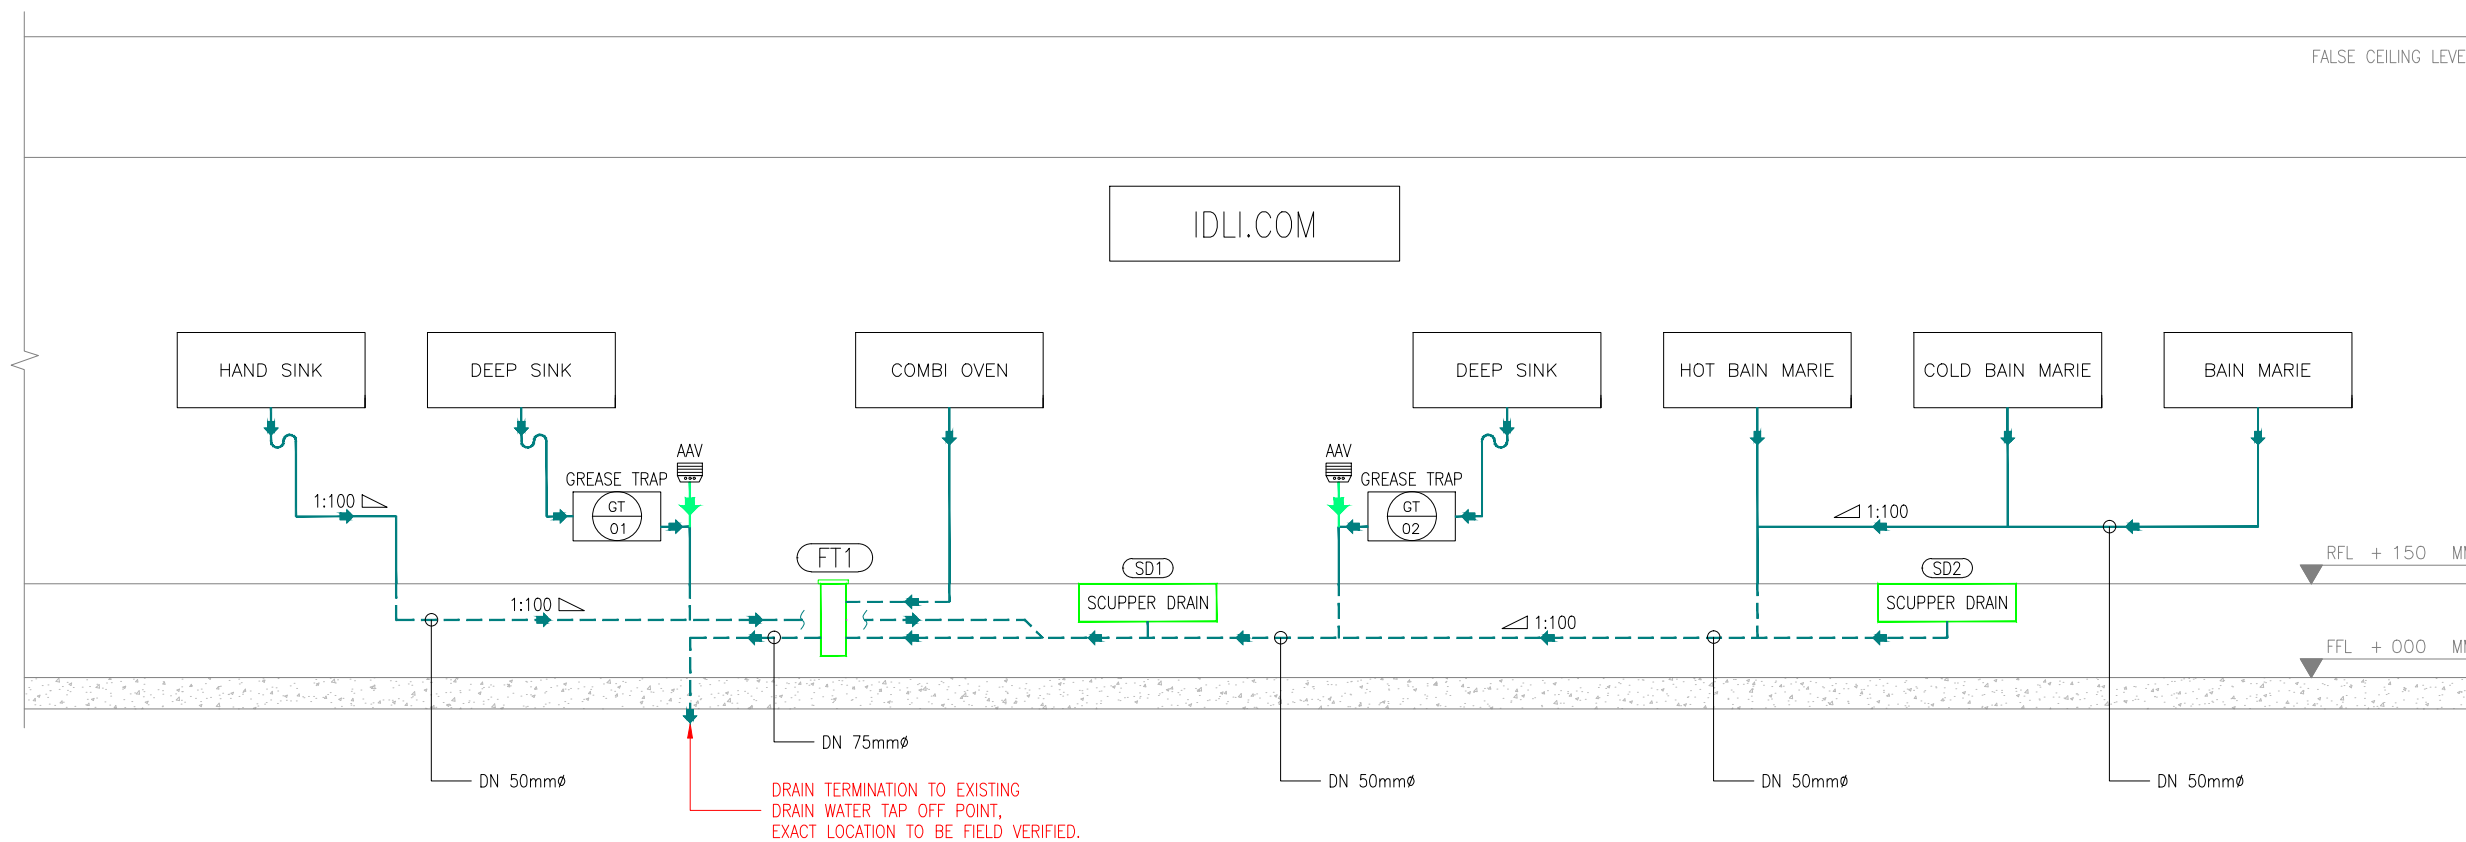 FALSE CEILING LEVE
IDLI.COM
HAND SINK
DEEP SINK
COMBI OVEN
DEEP SINK
HOT BAIN MARIE
COLD BAIN MARIE
BAIN MARIE
AAV
AAV
GREASE TRAP
GREASE TRAP
1:100
GT
01
GT
02
1:100
FT1
SD1
SD2
RFL + 150 MM
1:100
SCUPPER DRAIN
SCUPPER DRAIN
1:100
FFL + 000 MM
DN 75mmø
DN 50mmø
DN 50mmø
DN 50mmø
DN 50mmø
DRAIN TERMINATION TO EXISTING
DRAIN WATER TAP OFF POINT,
EXACT LOCATION TO BE FIELD VERIFIED.